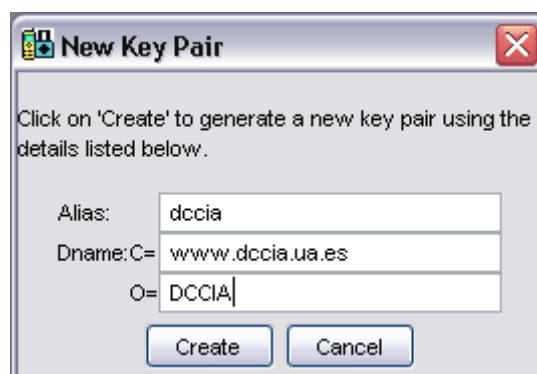 New Key Pair
Click on 'Create' to generate a new key pair using the
details listed below.
Alias: dccia
Dname:C= www.dccia.ua.es
O= DCCIA
Create Cancel